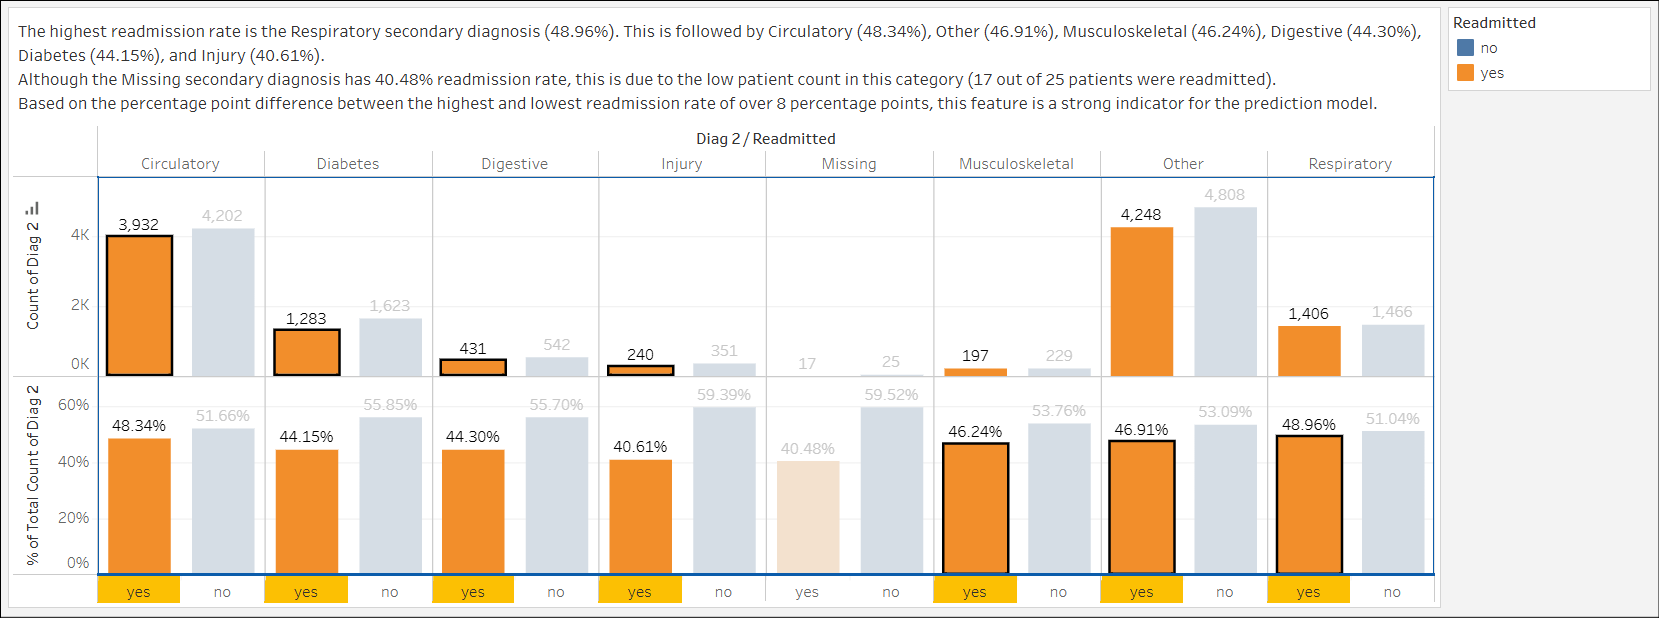 The highest readmission rate is the Respiratory secondary diagnosis (48.96%). This is followed by Circulatory (48.34%), Other (46.91%), Musculoskeletal (46.24%), Digestive (44.30%),
Diabetes (44.15%), and Injury (40.61%).
Although the Missing secondary diagnosis has 40.48% readmission rate, this is due to the low patient count in this category (17 out of 25 patients were readmitted).
Based on the percentage point difference between the highest and lowest readmission rate of over 8 percentage points, this feature is a strong indicator for the prediction model.
Readmitted
no
yes
Diag 2 / Readmitted
Circulatory Diabetes Digestive Injury Missing Musculoskeletal Other Respiratory
Count of Diag 2
4K
2K
0K
3,932 4,202 1,283 1,623 431 542 240 351 17 25 197 229 4,248 4,808 1,406 1,466
% of Total Count of Diag 2
60%
40%
20%
0%
48.34% 51.66% 44.15% 55.85% 44.30% 55.70% 40.61% 59.39% 40.48% 59.52% 46.24% 53.76% 46.91% 53.09% 48.96% 51.04%
yes no yes no yes no yes no yes no yes no yes no yes no